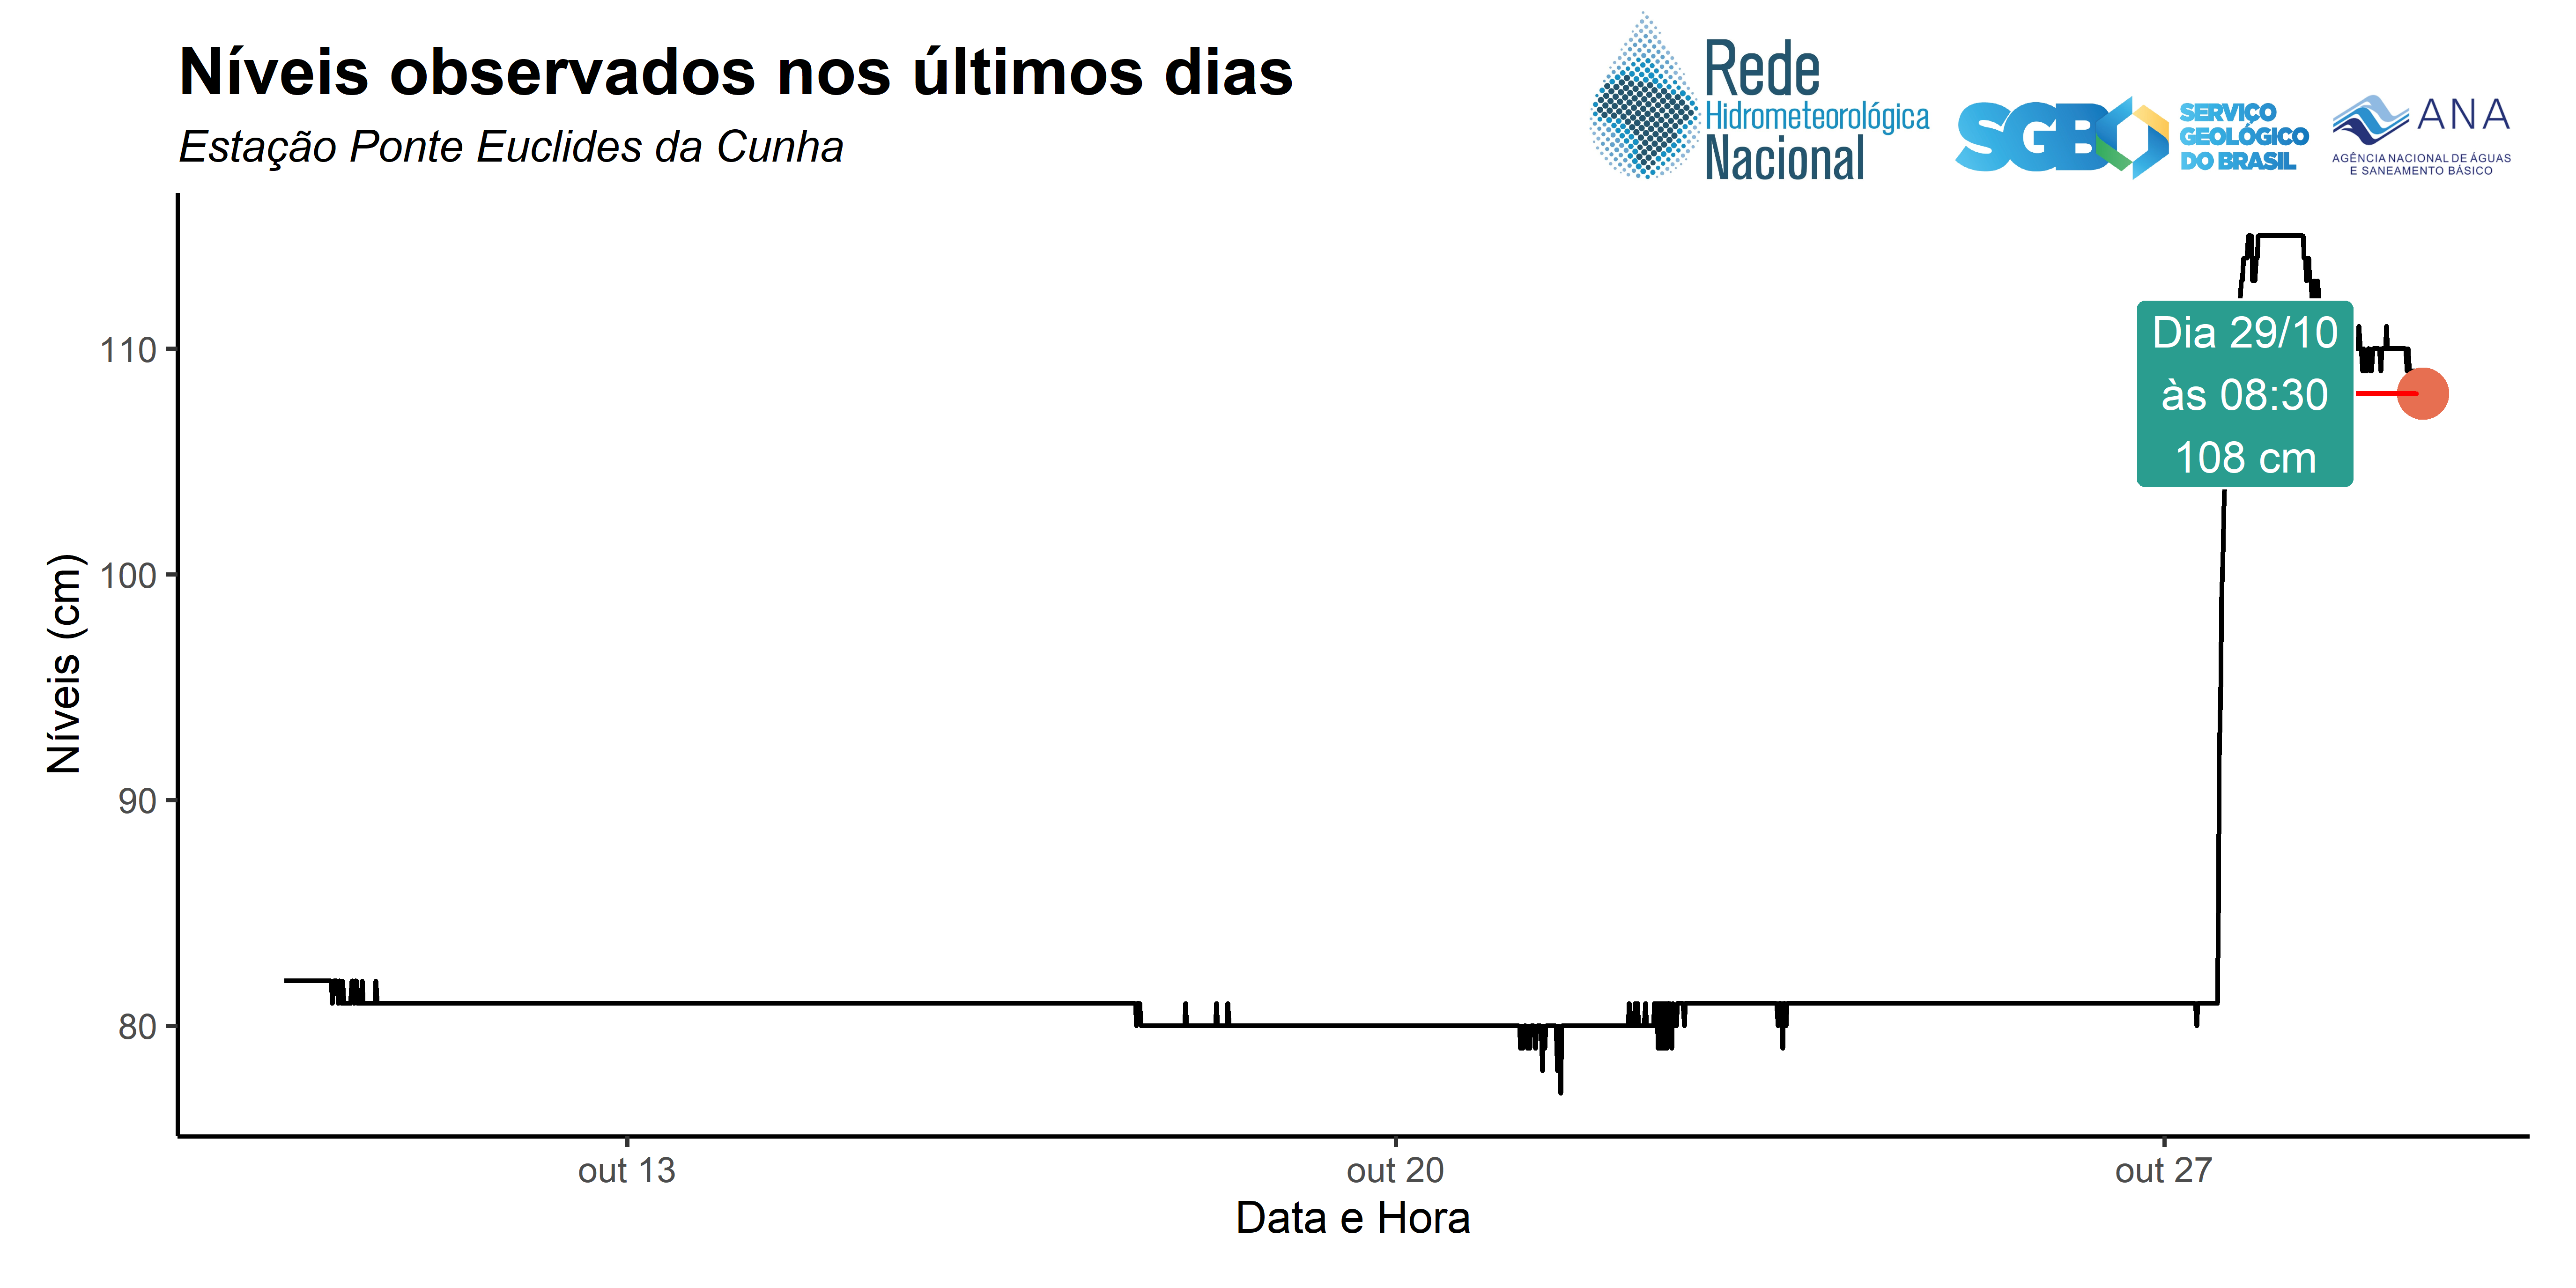 Níveis observados nos últimos dias
Estação Ponte Euclides da Cunha
Rede
Hidrometeorológica
Nacional
SGB
SERVIÇO
GEOLÓGICO
DO BRASIL
ANA
AGÊNCIA NACIONAL DE ÁGUAS
E SANEAMENTO BÁSICO
Níveis (cm)
110
100
90
80
Dia 29/10
às 08:30
108 cm
out 13
out 20
out 27
Data e Hora